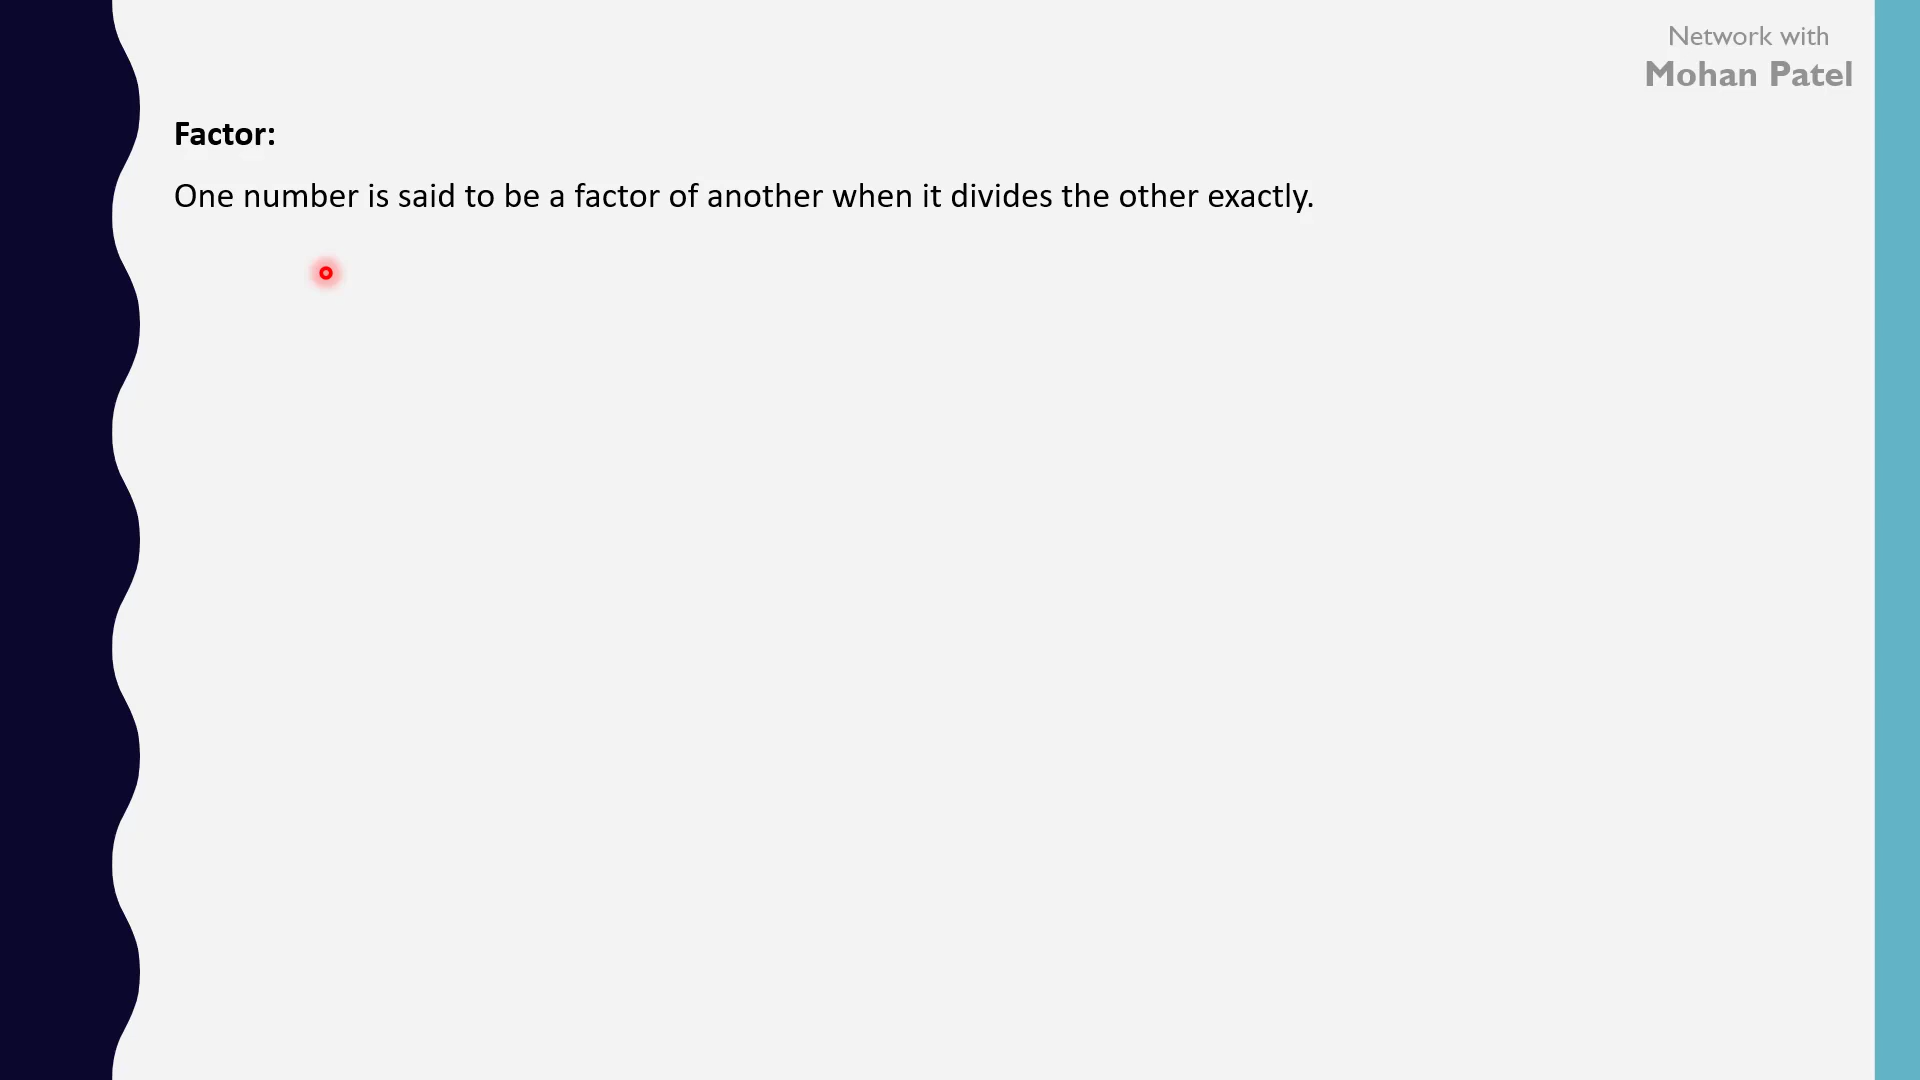 Network with
Mohan Patel
Factor:
One number is said to be a factor of another when it divides the other exactly.